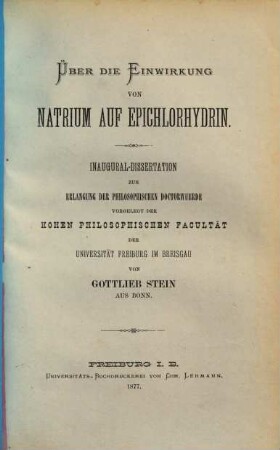 ÜBER DIE EINWIRKUNG
VON
NATRIUM AUF EPICHLORHYDRIN.
INAUGURAL-DISSERTATION
ZUR
ERLANGUNG DER PHILOSOPHISCHEN DOCTORWUERDE
VORGELEGT DER
HOHEN PHILOSOPHISCHEN FACULTÄT
DER
UNIVERSITÄT FREIBURG IM BREISGAU
VON
GOTTLIEB STEIN
AUS BONN.
FREIBURG I. B.
UNIVERSITÄTS-BUCHDRUCKEREI VON CHR. LEHMANN.
1877.